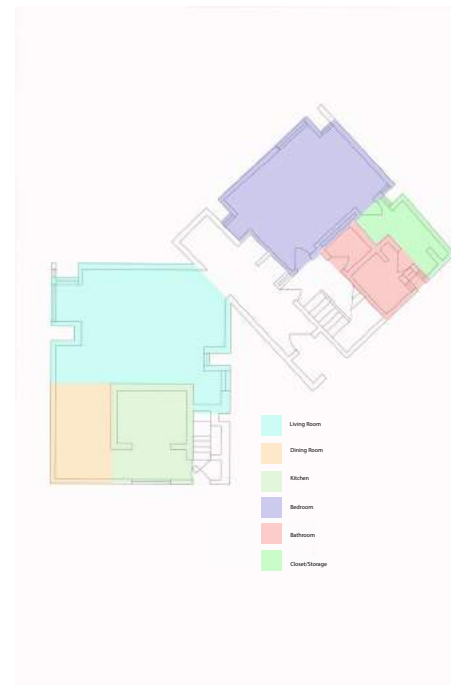 Living Room
Dining Room
Kitchen
Bedroom
Bathroom
Closet/Storage